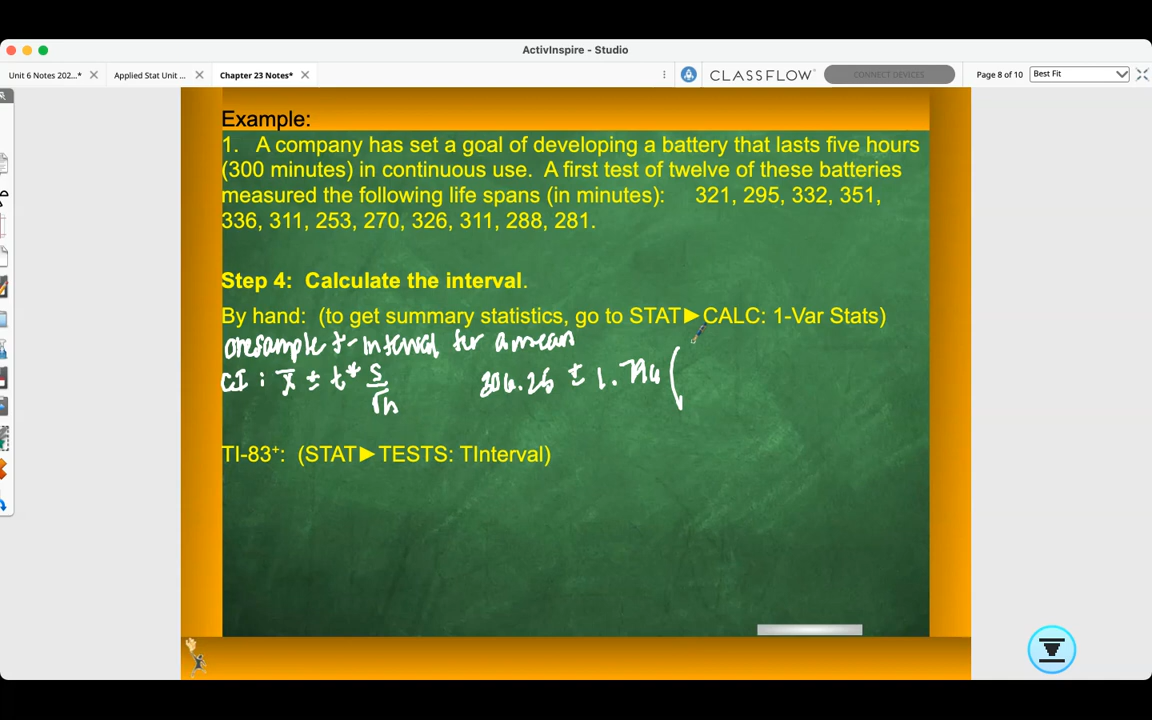 ActivInspire - Studio
Unit 6 Notes 202...*
Applied Stat Unit ...
Chapter 23 Notes*
CLASSFLOW
CONNECT DEVICES
Page 8 of 10
Best Fit
Example:
1. A company has set a goal of developing a battery that lasts five hours
(300 minutes) in continuous use. A first test of twelve of these batteries
measured the following life spans (in minutes): 321, 295, 332, 351,
336, 311, 253, 270, 326, 311, 288, 281.
Step 4: Calculate the interval.
By hand: (to get summary statistics, go to STAT►CALC: 1-Var Stats)
one sample t-interval for a mean
CI: x̄ ± t* s/√n 306.25 ± 1.796 (
TI-83⁺: (STAT►TESTS: TInterval)